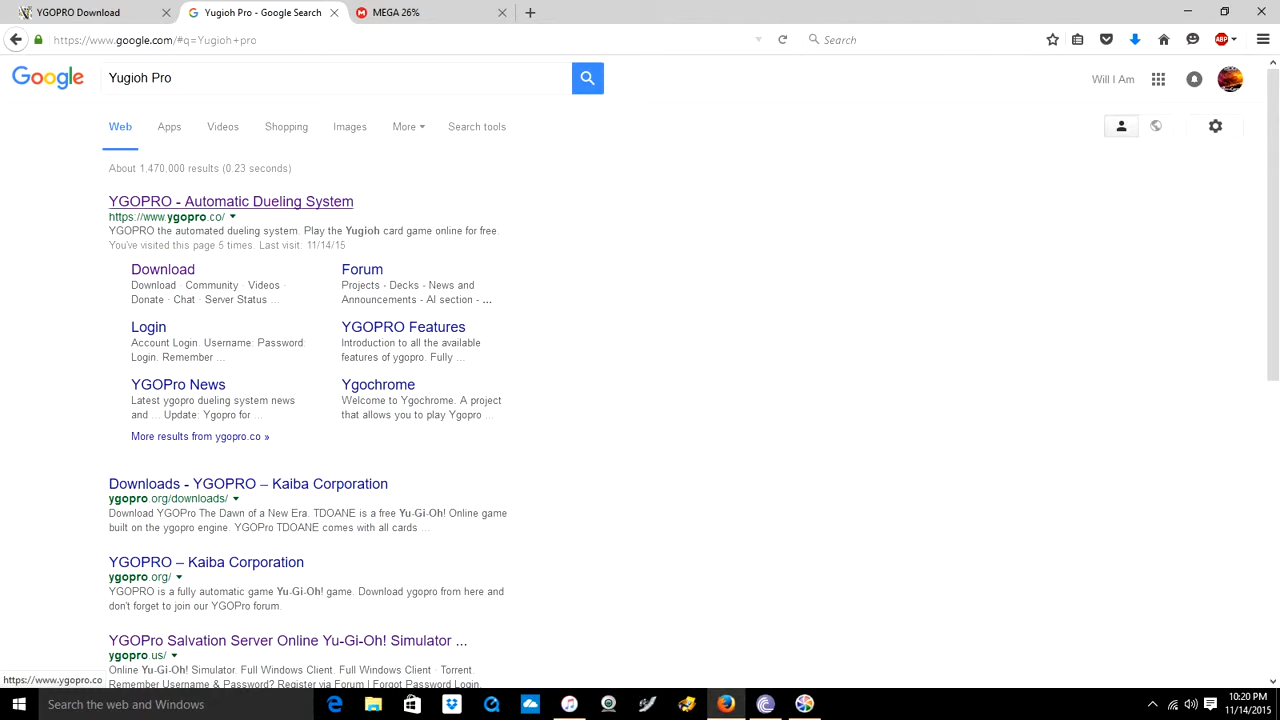 YGOPRO Download
Yugioh Pro - Google Search
MEGA 26%
https://www.google.com/#q=Yugioh+pro
Search
ABP
Google
Yugioh Pro
Will I Am
Web Apps Videos Shopping Images More Search tools
About 1,470,000 results (0.23 seconds)
YGOPRO - Automatic Dueling System
https://www.ygopro.co/
YGOPRO the automated dueling system. Play the Yugioh card game online for free.
You've visited this page 5 times. Last visit: 11/14/15
Download
Download · Community · Videos ·
Donate · Chat · Server Status ...
Forum
Projects - Decks - News and
Announcements - AI section - ...
Login
Account Login. Username: Password:
Login. Remember ...
YGOPRO Features
Introduction to all the available
features of ygopro. Fully ...
YGOPro News
Latest ygopro dueling system news
and ... Update: Ygopro for ...
Ygochrome
Welcome to Ygochrome. A project
that allows you to play Ygopro ...
More results from ygopro.co »
Downloads - YGOPRO – Kaiba Corporation
ygopro.org/downloads/
Download YGOPro The Dawn of a New Era. TDOANE is a free Yu-Gi-Oh! Online game
built on the ygopro engine. YGOPro TDOANE comes with all cards ...
YGOPRO – Kaiba Corporation
ygopro.org/
YGOPRO is a fully automatic game Yu-Gi-Oh! game. Download ygopro from here and
don't forget to join our YGOPro forum.
YGOPro Salvation Server Online Yu-Gi-Oh! Simulator ...
ygopro.us/
Online Yu-Gi-Oh! Simulator. Full Windows Client. Full Windows Client · Torrent.
Remember Username & Password? Register via Forum | Forgot Password Login.
https://www.ygopro.co
Search the web and Windows
10:20 PM
11/14/2015